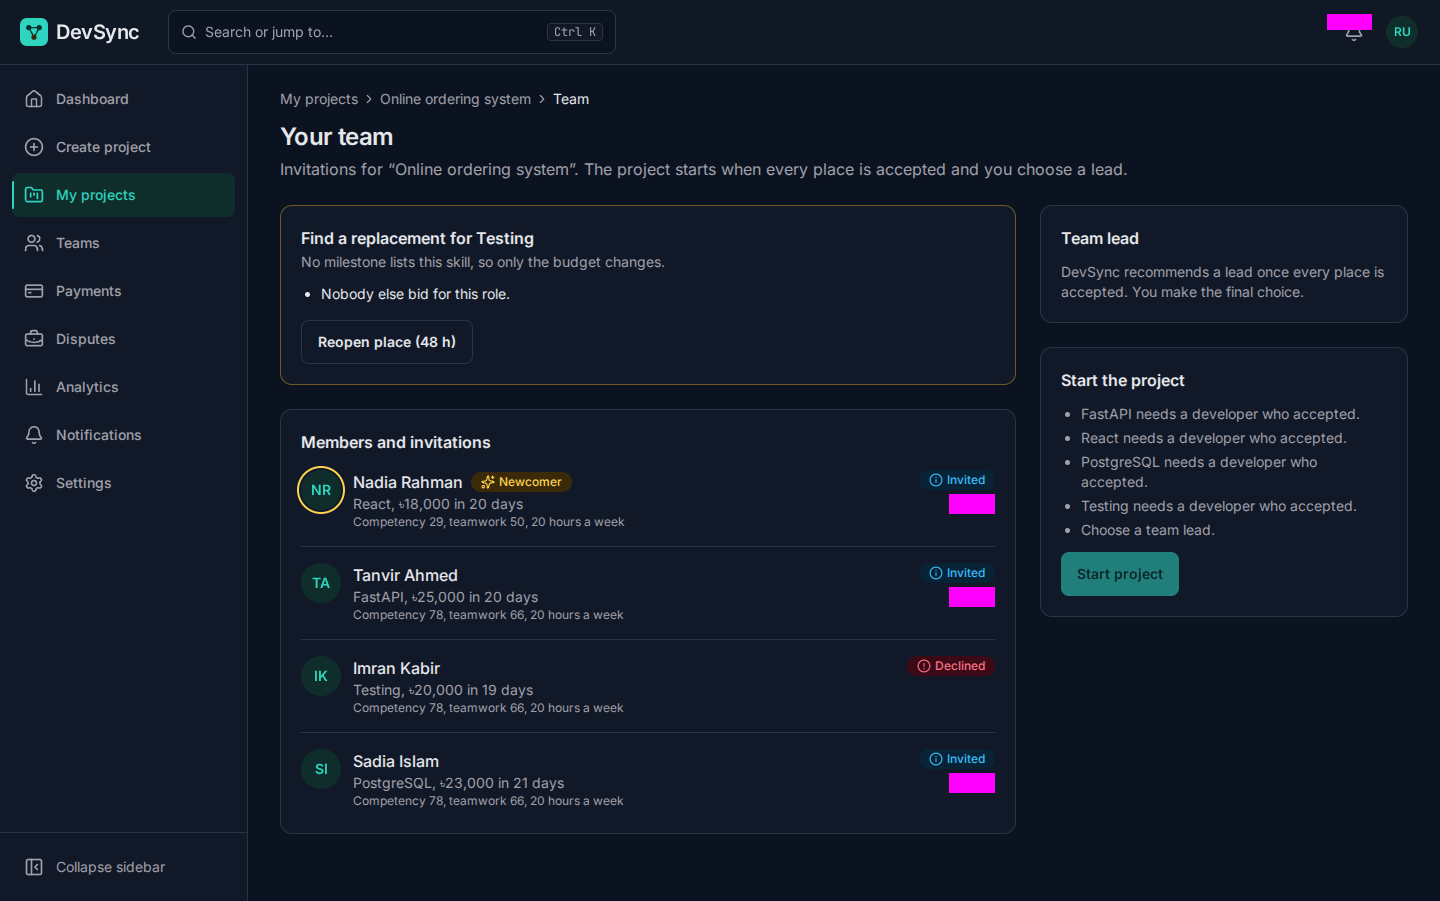 DevSync
Search or jump to...
Ctrl K
RU
Dashboard
Create project
My projects
Teams
Payments
Disputes
Analytics
Notifications
Settings
Collapse sidebar
My projects > Online ordering system > Team
Your team
Invitations for “Online ordering system”. The project starts when every place is accepted and you choose a lead.
Find a replacement for Testing
No milestone lists this skill, so only the budget changes.
• Nobody else bid for this role.
Reopen place (48 h)
Members and invitations
NR
Nadia Rahman
Newcomer
Invited
React, ৳18,000 in 20 days
Competency 29, teamwork 50, 20 hours a week
TA
Tanvir Ahmed
Invited
FastAPI, ৳25,000 in 20 days
Competency 78, teamwork 66, 20 hours a week
IK
Imran Kabir
Declined
Testing, ৳20,000 in 19 days
Competency 78, teamwork 66, 20 hours a week
SI
Sadia Islam
Invited
PostgreSQL, ৳23,000 in 21 days
Competency 78, teamwork 66, 20 hours a week
Team lead
DevSync recommends a lead once every place is
accepted. You make the final choice.
Start the project
• FastAPI needs a developer who accepted.
• React needs a developer who accepted.
• PostgreSQL needs a developer who
accepted.
• Testing needs a developer who accepted.
• Choose a team lead.
Start project